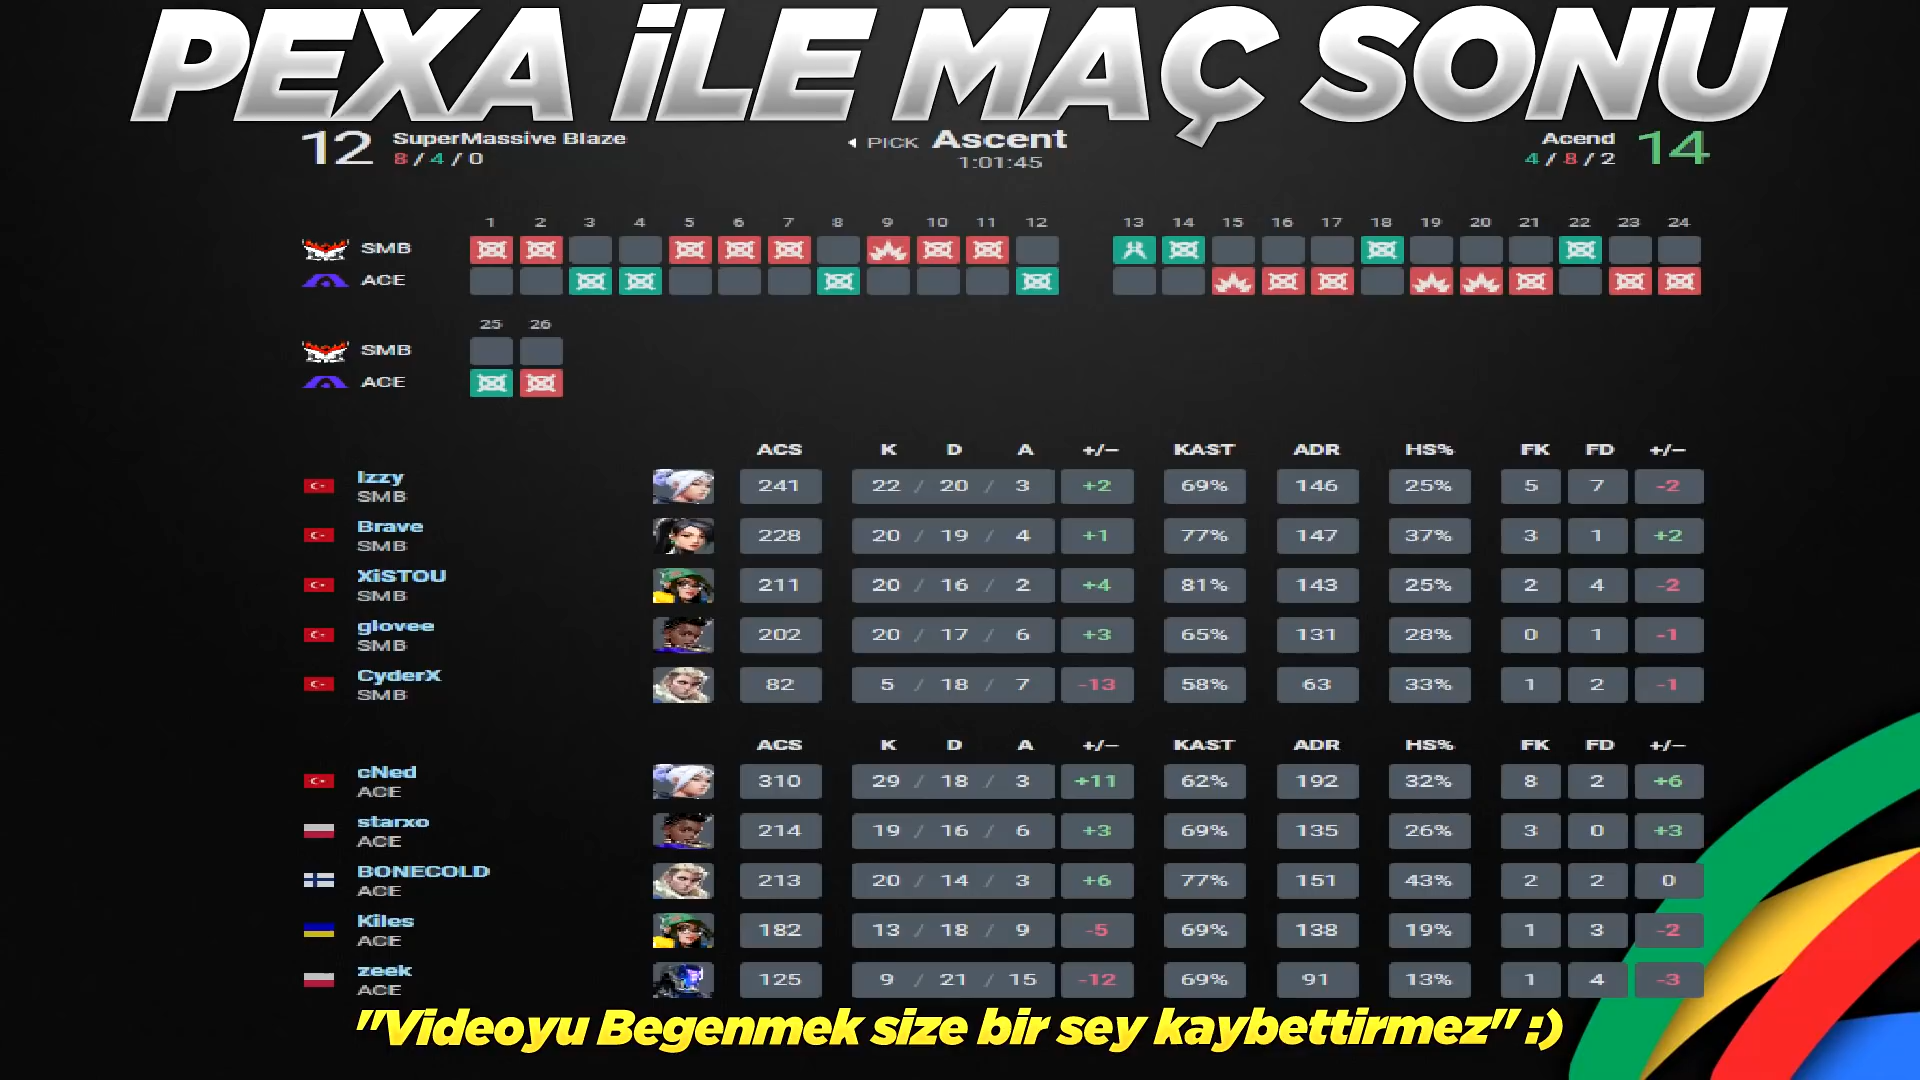 PEXA iLE MAÇ SONU
12 SuperMassive Blaze PICK Ascent Acend 14
8 / 4 / 0 1:01:45 4 / 8 / 2
1 2 3 4 5 6 7 8 9 10 11 12 13 14 15 16 17 18 19 20 21 22 23 24
SMB
ACE
25 26
SMB
ACE
ACS K D A +/− KAST ADR HS% FK FD +/−
Izzy SMB 241 22 / 20 / 3 +2 69% 146 25% 5 7 -2
Brave SMB 228 20 / 19 / 4 +1 77% 147 37% 3 1 +2
XiSTOU SMB 211 20 / 16 / 2 +4 81% 143 25% 2 4 -2
glovee SMB 202 20 / 17 / 6 +3 65% 131 28% 0 1 -1
CyderX SMB 82 5 / 18 / 7 -13 58% 63 33% 1 2 -1
ACS K D A +/− KAST ADR HS% FK FD +/−
cNed ACE 310 29 / 18 / 3 +11 62% 192 32% 8 2 +6
starxo ACE 214 19 / 16 / 6 +3 69% 135 26% 3 0 +3
BONECOLD ACE 213 20 / 14 / 3 +6 77% 151 43% 2 2 0
Kiles ACE 182 13 / 18 / 9 -5 69% 138 19% 1 3 -2
zeek ACE 125 9 / 21 / 15 -12 69% 91 13% 1 4 -3
"Videoyu Begenmek size bir sey kaybettirmez" :)